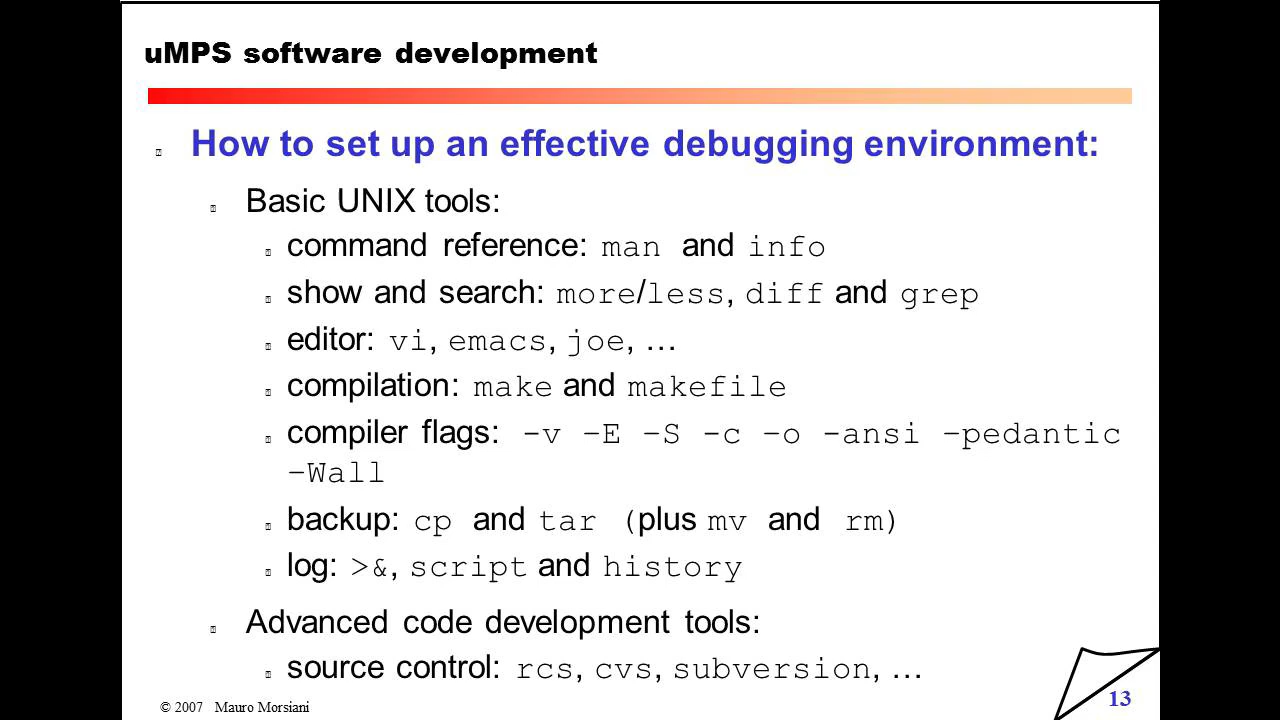 uMPS software development
How to set up an effective debugging environment:
Basic UNIX tools:
command reference: man and info
show and search: more/less, diff and grep
editor: vi, emacs, joe, …
compilation: make and makefile
compiler flags: -v –E –S -c –o -ansi –pedantic
–Wall
backup: cp and tar (plus mv and rm)
log: >&, script and history
Advanced code development tools:
source control: rcs, cvs, subversion, …
© 2007 Mauro Morsiani
13